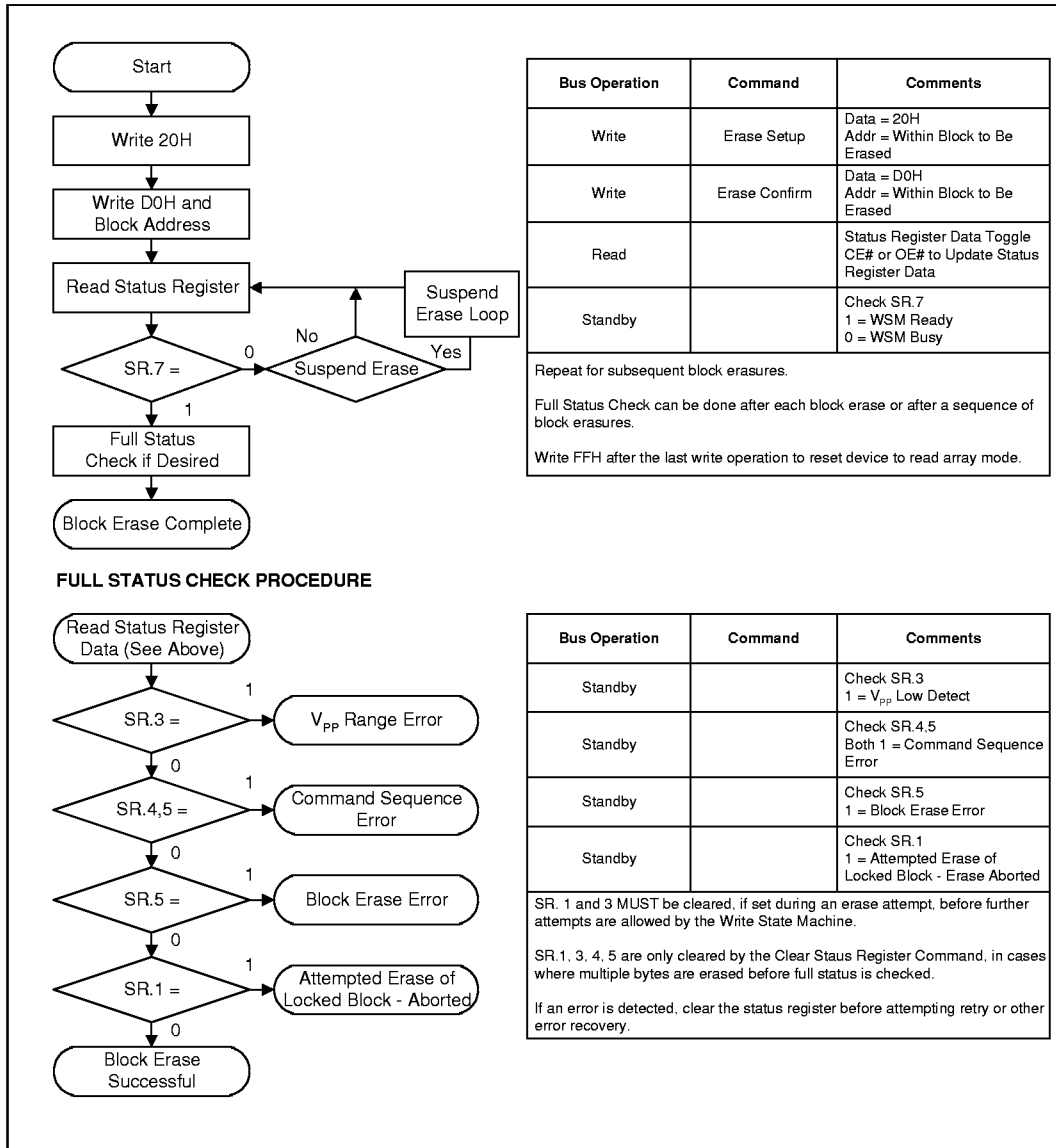 Start
Write 20H
Write D0H and
Block Address
Read Status Register
Suspend
Erase Loop
No
Yes
0
SR.7 =
Suspend Erase
1
Full Status
Check if Desired
Block Erase Complete
Bus Operation
Command
Comments
Write
Erase Setup
Data = 20H
Addr = Within Block to Be
Erased
Write
Erase Confirm
Data = D0H
Addr = Within Block to Be
Erased
Read
Status Register Data Toggle
CE# or OE# to Update Status
Register Data
Standby
Check SR.7
1 = WSM Ready
0 = WSM Busy
Repeat for subsequent block erasures.
Full Status Check can be done after each block erase or after a sequence of
block erasures.
Write FFH after the last write operation to reset device to read array mode.
FULL STATUS CHECK PROCEDURE
Read Status Register
Data (See Above)
1
SR.3 =
VPP Range Error
0
1
SR.4,5 =
Command Sequence
Error
0
1
SR.5 =
Block Erase Error
0
1
SR.1 =
Attempted Erase of
Locked Block - Aborted
0
Block Erase
Successful
Bus Operation
Command
Comments
Standby
Check SR.3
1 = VPP Low Detect
Standby
Check SR.4,5
Both 1 = Command Sequence
Error
Standby
Check SR.5
1 = Block Erase Error
Standby
Check SR.1
1 = Attempted Erase of
Locked Block - Erase Aborted
SR. 1 and 3 MUST be cleared, if set during an erase attempt, before further
attempts are allowed by the Write State Machine.
SR.1, 3, 4, 5 are only cleared by the Clear Staus Register Command, in cases
where multiple bytes are erased before full status is checked.
If an error is detected, clear the status register before attempting retry or other
error recovery.